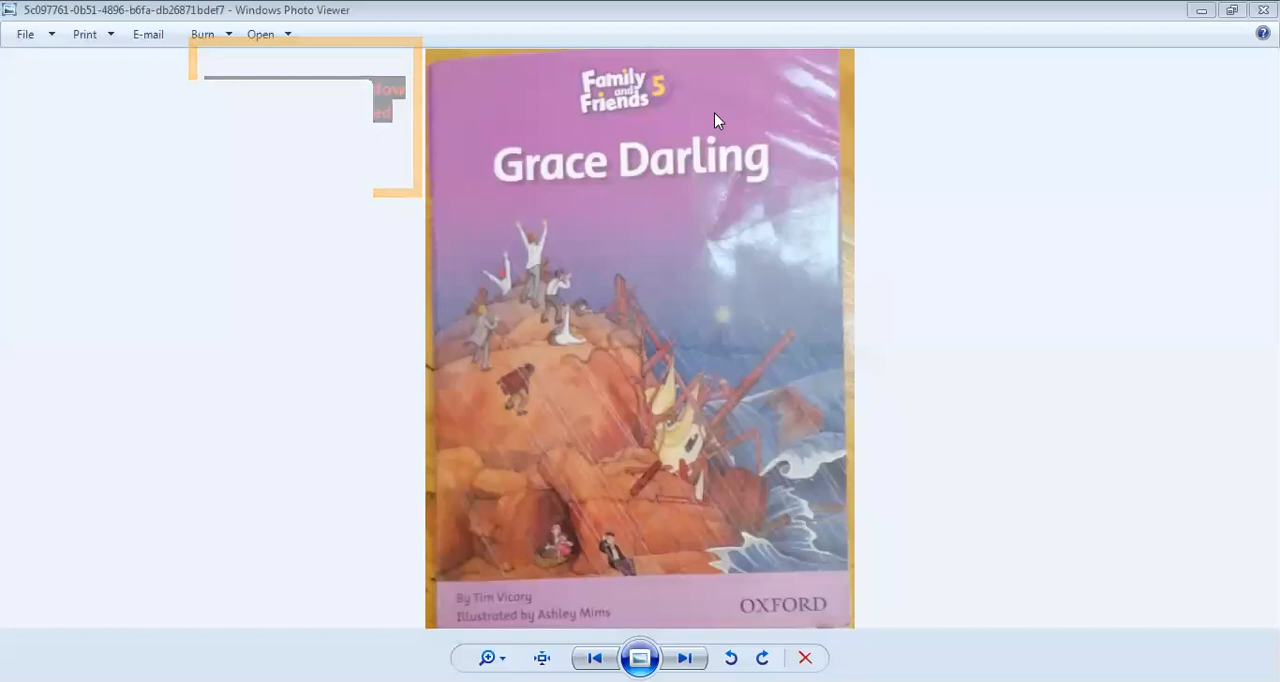 5c097761-0b51-4896-b6fa-db26871bdef7 - Windows Photo Viewer
File Print E-mail Burn Open
Family
and
Friends 5
Grace Darling
By Tim Vicary
Illustrated by Ashley Mims
OXFORD